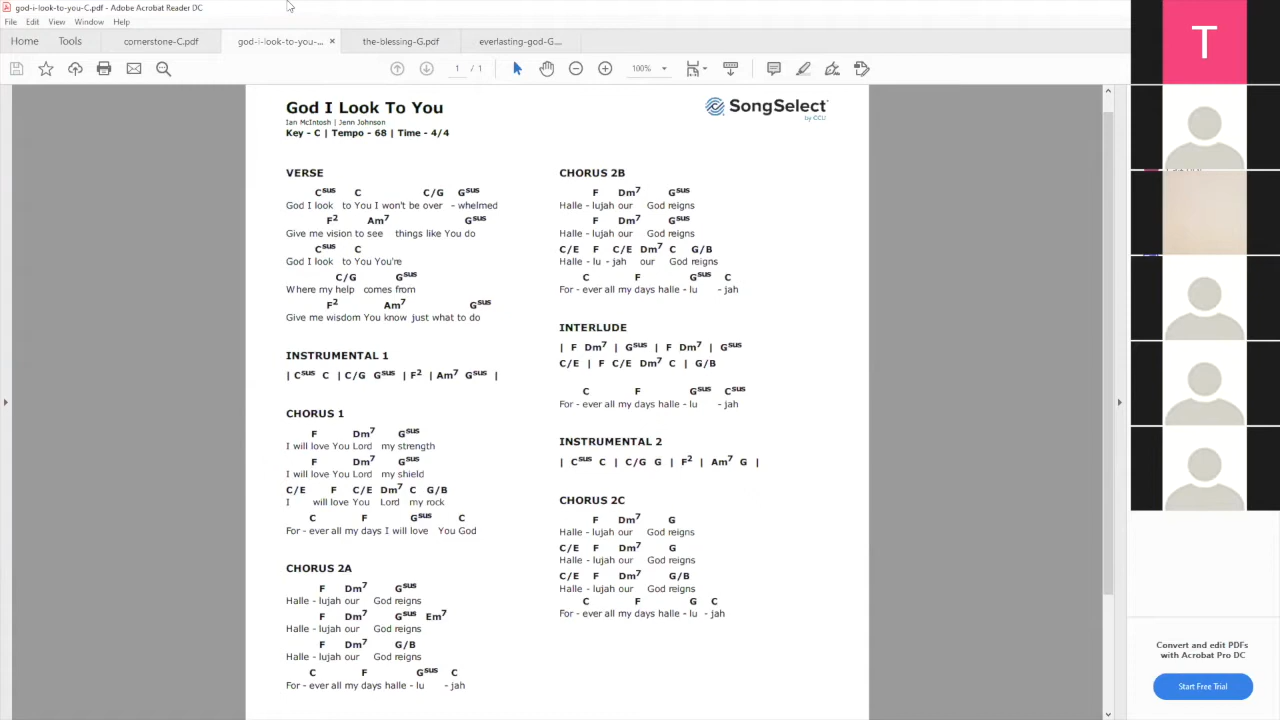 god-i-look-to-you-C.pdf - Adobe Acrobat Reader DC
File Edit View Window Help
Home Tools cornerstone-C.pdf god-i-look-to-you-... × the-blessing-G.pdf everlasting-god-G....
1 / 1 100%
God I Look To You
Ian McIntosh | Jenn Johnson
Key - C | Tempo - 68 | Time - 4/4
SongSelect
by CCLI
VERSE
Csus C C/G Gsus
God I look to You I won't be over - whelmed
F2 Am7 Gsus
Give me vision to see things like You do
Csus C
God I look to You You're
C/G Gsus
Where my help comes from
F2 Am7 Gsus
Give me wisdom You know just what to do
INSTRUMENTAL 1
| Csus C | C/G Gsus | F2 | Am7 Gsus |
CHORUS 1
F Dm7 Gsus
I will love You Lord my strength
F Dm7 Gsus
I will love You Lord my shield
C/E F C/E Dm7 C G/B
I will love You Lord my rock
C F Gsus C
For - ever all my days I will love You God
CHORUS 2A
F Dm7 Gsus
Halle - lujah our God reigns
F Dm7 Gsus Em7
Halle - lujah our God reigns
F Dm7 G/B
Halle - lujah our God reigns
C F Gsus C
For - ever all my days halle - lu - jah
CHORUS 2B
F Dm7 Gsus
Halle - lujah our God reigns
F Dm7 Gsus
Halle - lujah our God reigns
C/E F C/E Dm7 C G/B
Halle - lu - jah our God reigns
C F Gsus C
For - ever all my days halle - lu - jah
INTERLUDE
| F Dm7 | Gsus | F Dm7 | Gsus
C/E | F C/E Dm7 C | G/B
C F Gsus Csus
For - ever all my days halle - lu - jah
INSTRUMENTAL 2
| Csus C | C/G G | F2 | Am7 G |
CHORUS 2C
F Dm7 G
Halle - lujah our God reigns
C/E F Dm7 G
Halle - lujah our God reigns
C/E F Dm7 G/B
Halle - lujah our God reigns
C F G C
For - ever all my days halle - lu - jah
T
Convert and edit PDFs
with Acrobat Pro DC
Start Free Trial